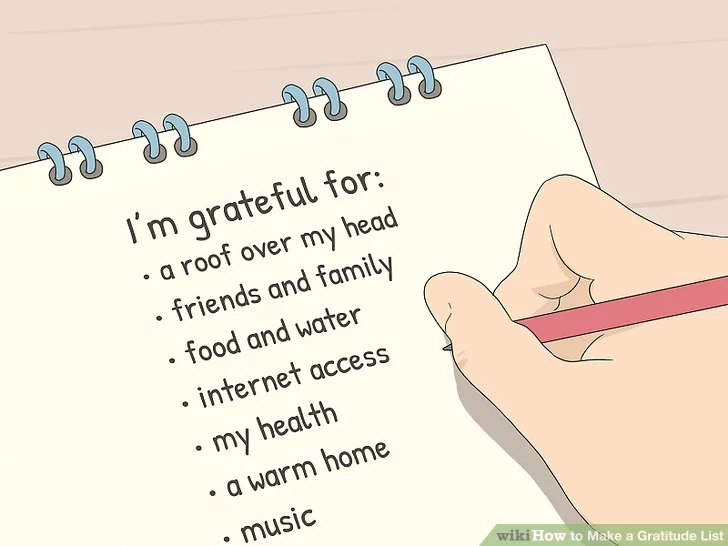 I'm grateful for:
• a roof over my head
• friends and family
• food and water
• internet access
• my health
• a warm home
• music
wikiHow to Make a Gratitude List